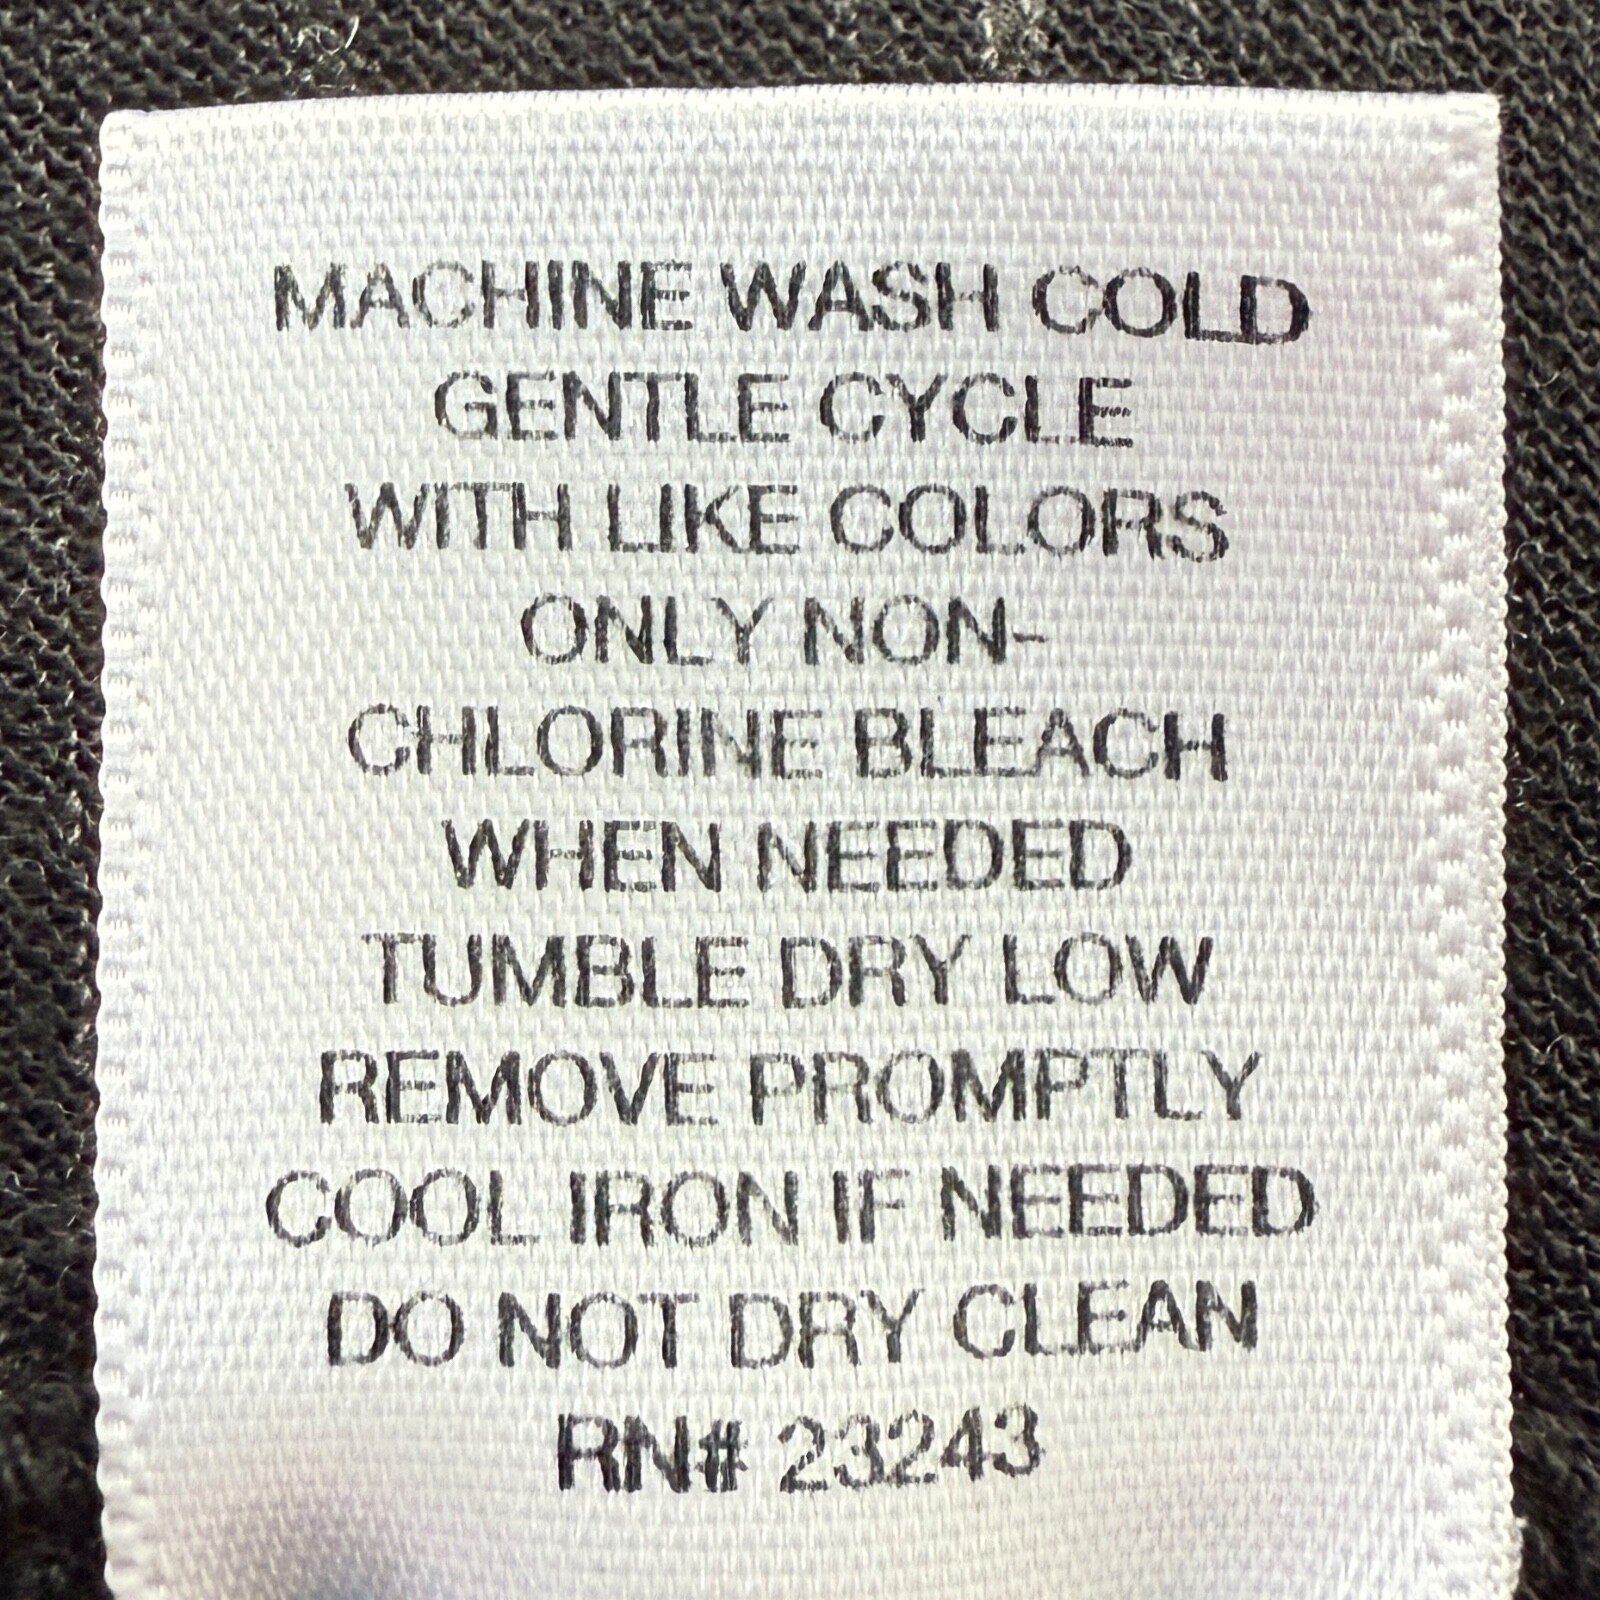 MACHINE WASH COLD
GENTLE CYCLE
WITH LIKE COLORS
ONLY NON-
CHLORINE BLEACH
WHEN NEEDED
TUMBLE DRY LOW
REMOVE PROMPTLY
COOL IRON IF NEEDED
DO NOT DRY CLEAN
RN# 23243